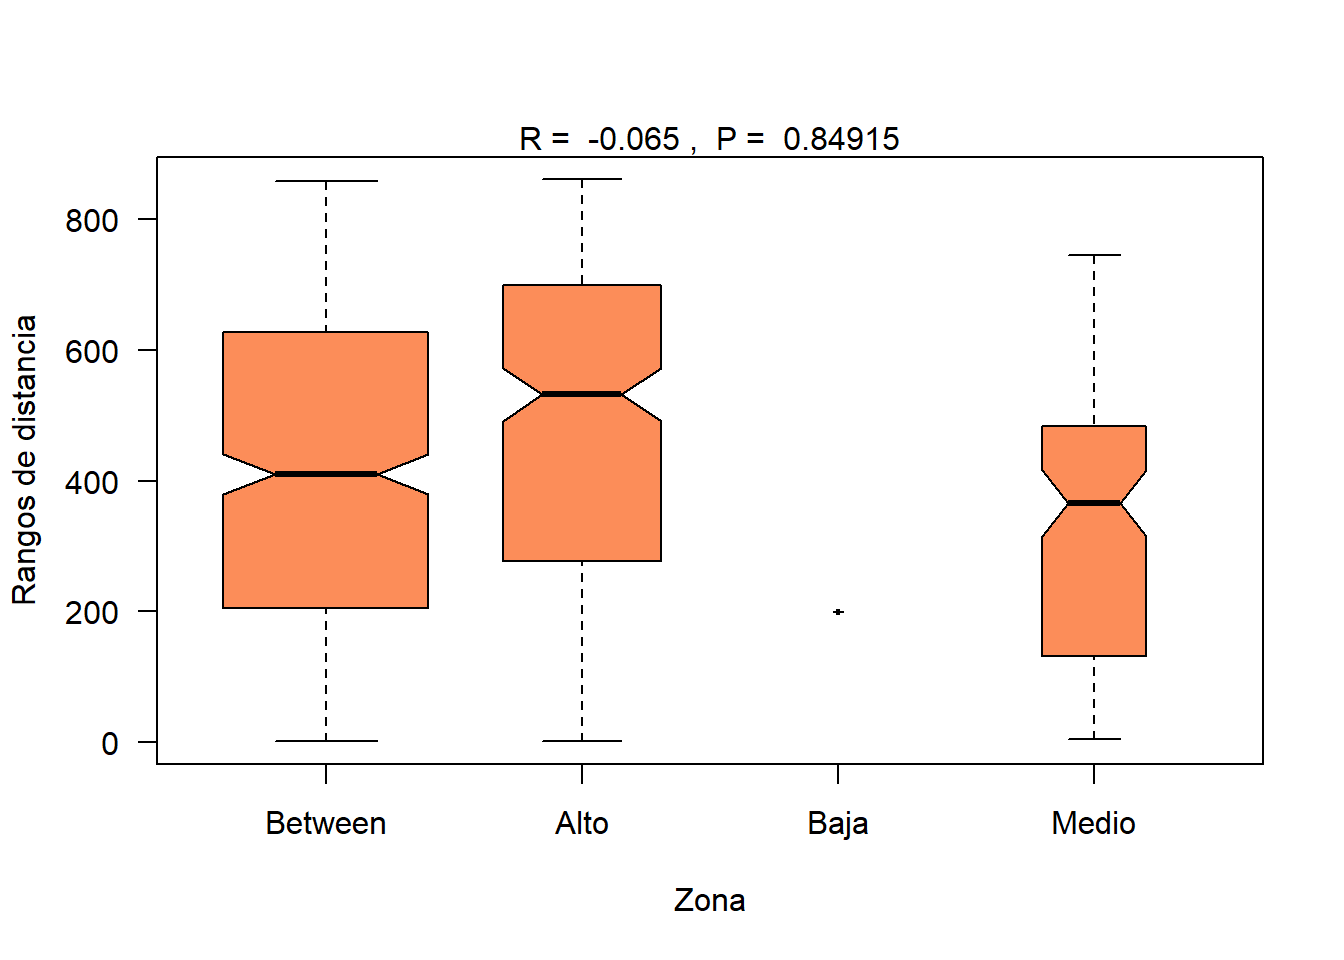 R =  -0.065 ,  P =  0.84915
Rangos de distancia
800
600
400
200
0
Between Alto Baja Medio
Zona